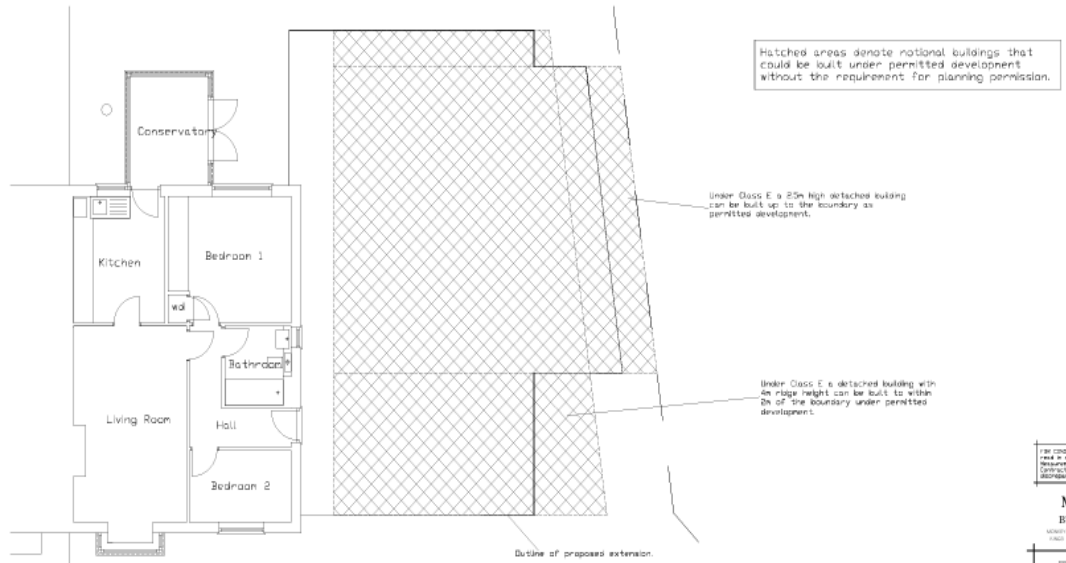 Hatched areas denote notional buildings that
could be built under permitted development
without the requirement for planning permission.
Conservatory
Under Class E a 2.5m high detached building
can be built up to the boundary as
permitted development.
Kitchen
Bedroom 1
wdl
Bathroom
Under Class E a detached building with
4m ridge height can be built to within
2m of the boundary under permitted
development
Living Room
Hall
Bedroom 2
Outline of proposed extension.